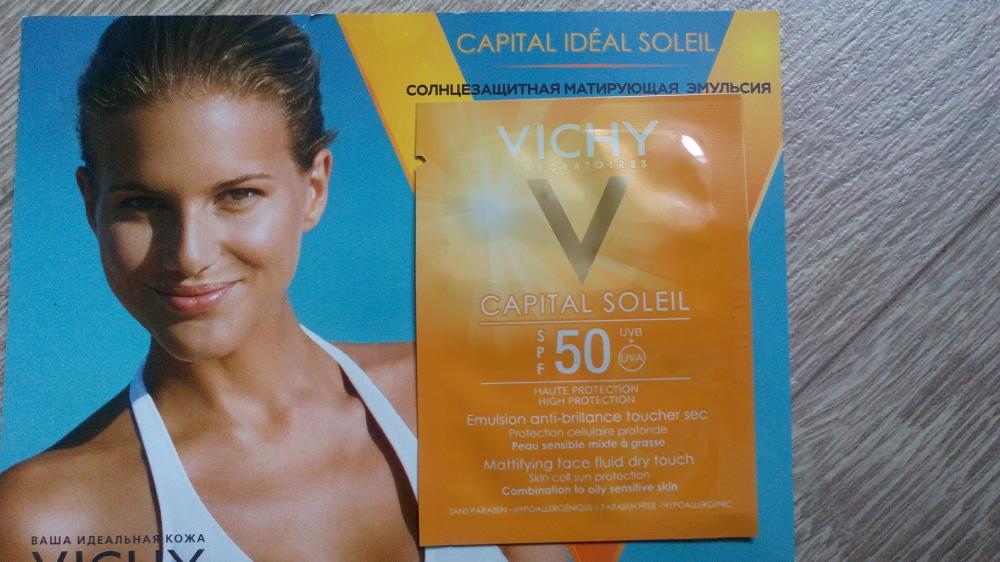 CAPITAL IDÉAL SOLEIL
СОЛНЦЕЗАЩИТНАЯ МАТИРУЮЩАЯ ЭМУЛЬСИЯ
VICHY
LABORATOIRES
V
CAPITAL SOLEIL
SPF 50 UVB + UVA
HAUTE PROTECTION
HIGH PROTECTION
Emulsion anti-brillance toucher sec
Protection cellulaire profonde
Peau sensible mixte à grasse
Mattifying face fluid dry touch
Skin cell sun protection
Combination to oily sensitive skin
SANS PARABEN - HYPOALLERGÉNIQUE / PARABEN FREE - HYPOALLERGENIC
ВАША ИДЕАЛЬНАЯ КОЖА
VICHY